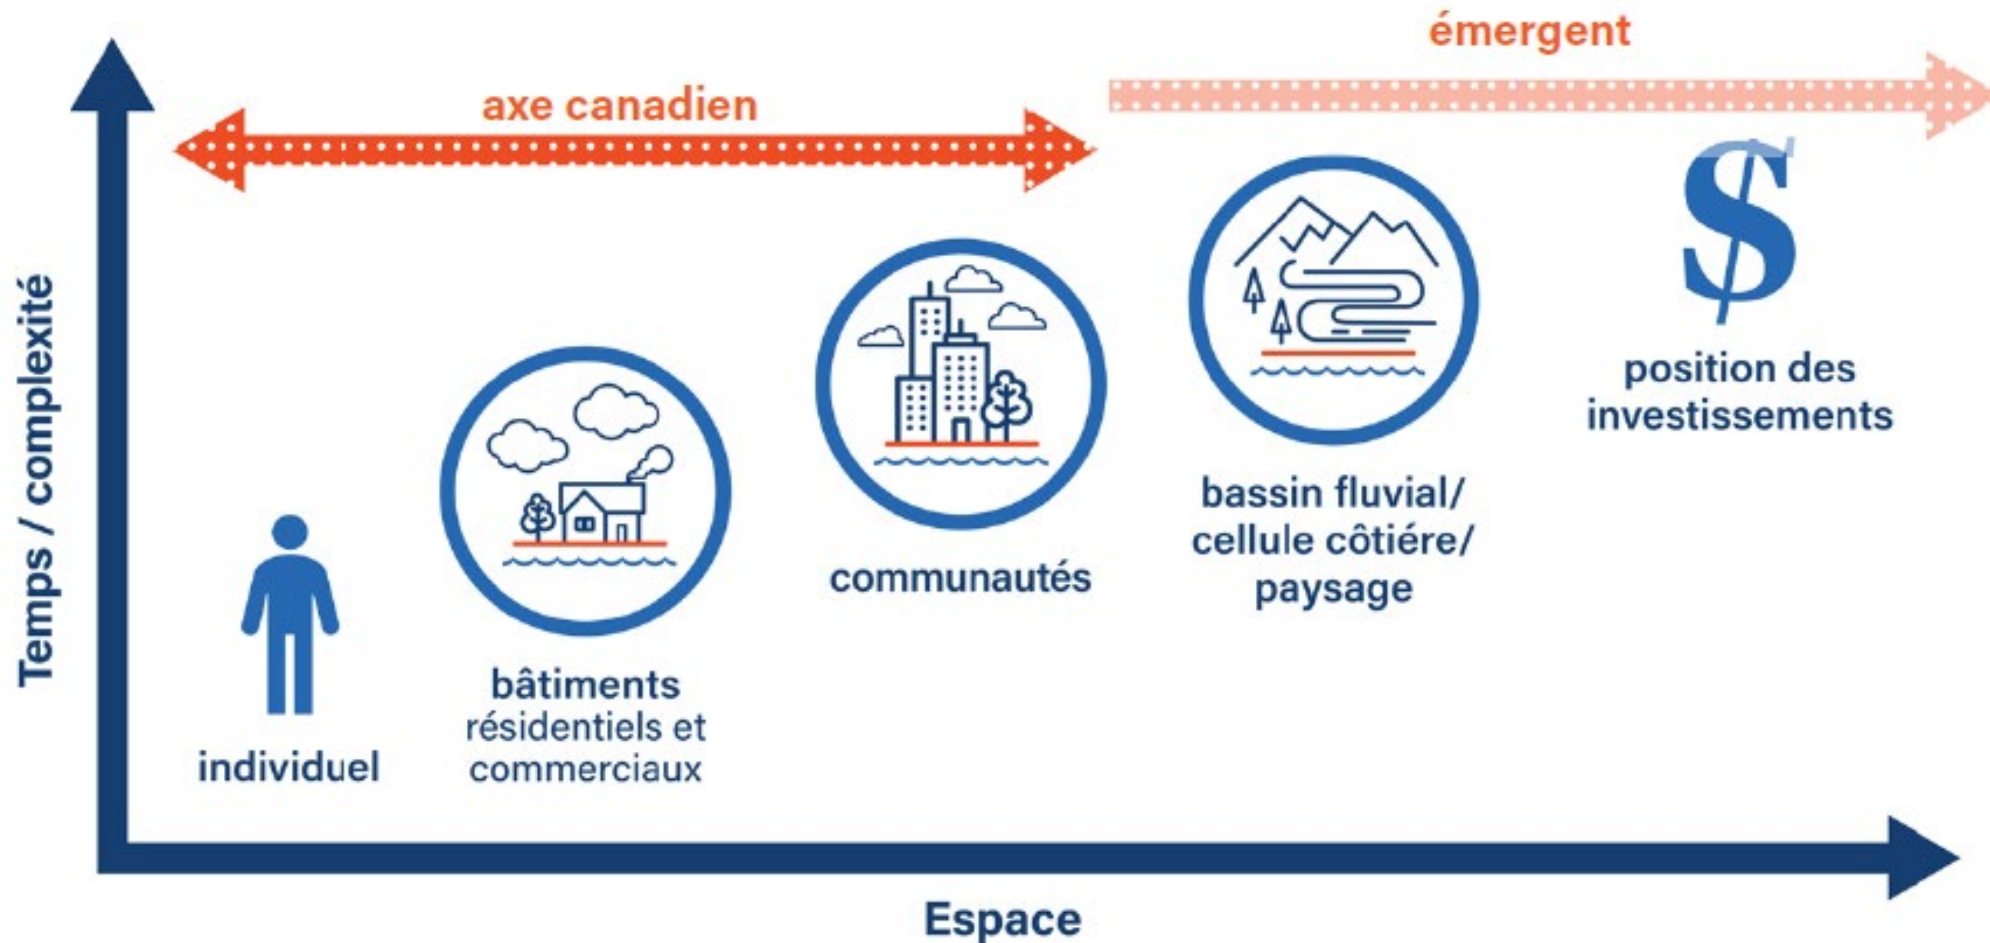 émergent
axe canadien
$
position des
investissements
bassin fluvial/
cellule côtiére/
paysage
communautés
bâtiments
résidentiels et
commerciaux
individuel
Temps / complexité
Espace